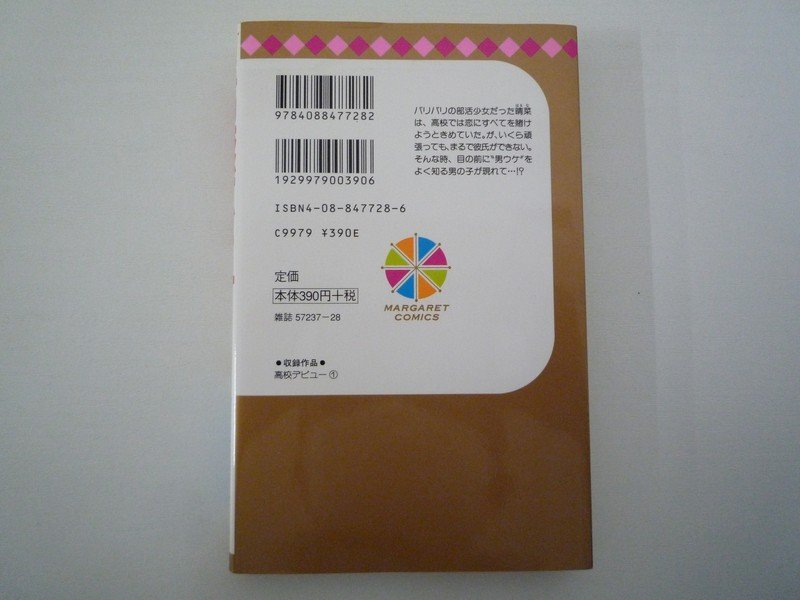 9784088477282
1929979003906
ISBN4-08-847728-6
C9979 ¥390E
定価
本体390円+税
雑誌 57237-28
●収録作品●
高校デビュー①
MARGARET
COMICS
バリバリの部活少女だった晴菜
は、高校では恋にすべてを賭け
ようときめていた。が、いくら頑
張っても、まるで彼氏ができない。
そんな時、目の前に"男ウケ"を
よく知る男の子が現れて…!?